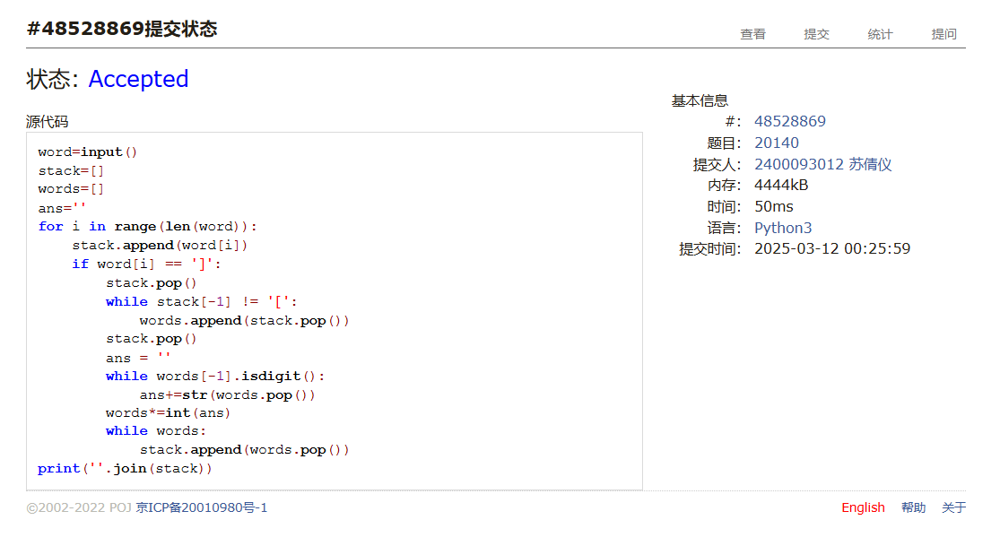 #48528869提交状态
查看 提交 统计 提问
状态: Accepted
源代码
word=input()
stack=[]
words=[]
ans=''
for i in range(len(word)):
    stack.append(word[i])
    if word[i] == ']':
        stack.pop()
        while stack[-1] != '[':
            words.append(stack.pop())
        stack.pop()
        ans = ''
        while words[-1].isdigit():
            ans+=str(words.pop())
        words*=int(ans)
        while words:
            stack.append(words.pop())
print(''.join(stack))
基本信息
#: 48528869
题目: 20140
提交人: 2400093012 苏倩仪
内存: 4444kB
时间: 50ms
语言: Python3
提交时间: 2025-03-12 00:25:59
©2002-2022 POJ 京ICP备20010980号-1
English 帮助 关于